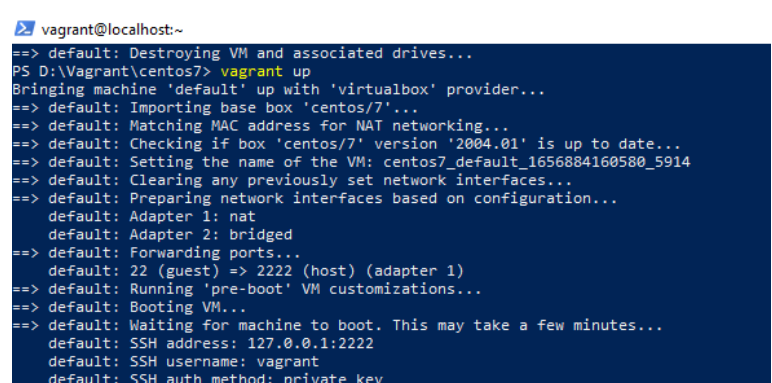 vagrant@localhost:~
==> default: Destroying VM and associated drives...
PS D:\Vagrant\centos7> vagrant up
Bringing machine 'default' up with 'virtualbox' provider...
==> default: Importing base box 'centos/7'...
==> default: Matching MAC address for NAT networking...
==> default: Checking if box 'centos/7' version '2004.01' is up to date...
==> default: Setting the name of the VM: centos7_default_1656884160580_5914
==> default: Clearing any previously set network interfaces...
==> default: Preparing network interfaces based on configuration...
    default: Adapter 1: nat
    default: Adapter 2: bridged
==> default: Forwarding ports...
    default: 22 (guest) => 2222 (host) (adapter 1)
==> default: Running 'pre-boot' VM customizations...
==> default: Booting VM...
==> default: Waiting for machine to boot. This may take a few minutes...
    default: SSH address: 127.0.0.1:2222
    default: SSH username: vagrant
    default: SSH auth method: private key